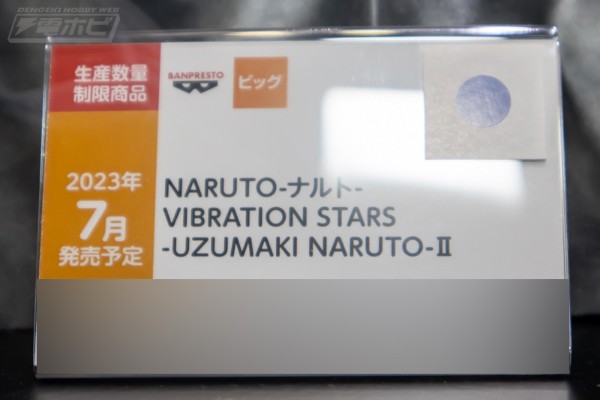 DENGEKI HOBBY WEB
電ホビ
生産数量
制限商品
BANPRESTO
ビッグ
2023年
7月
発売予定
NARUTO-ナルト-
VIBRATION STARS
-UZUMAKI NARUTO-Ⅱ